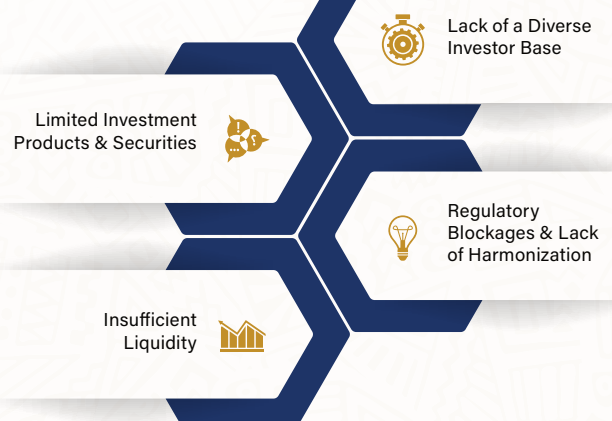 Lack of a Diverse
Investor Base
Limited Investment
Products & Securities
Regulatory
Blockages & Lack
of Harmonization
Insufficient
Liquidity